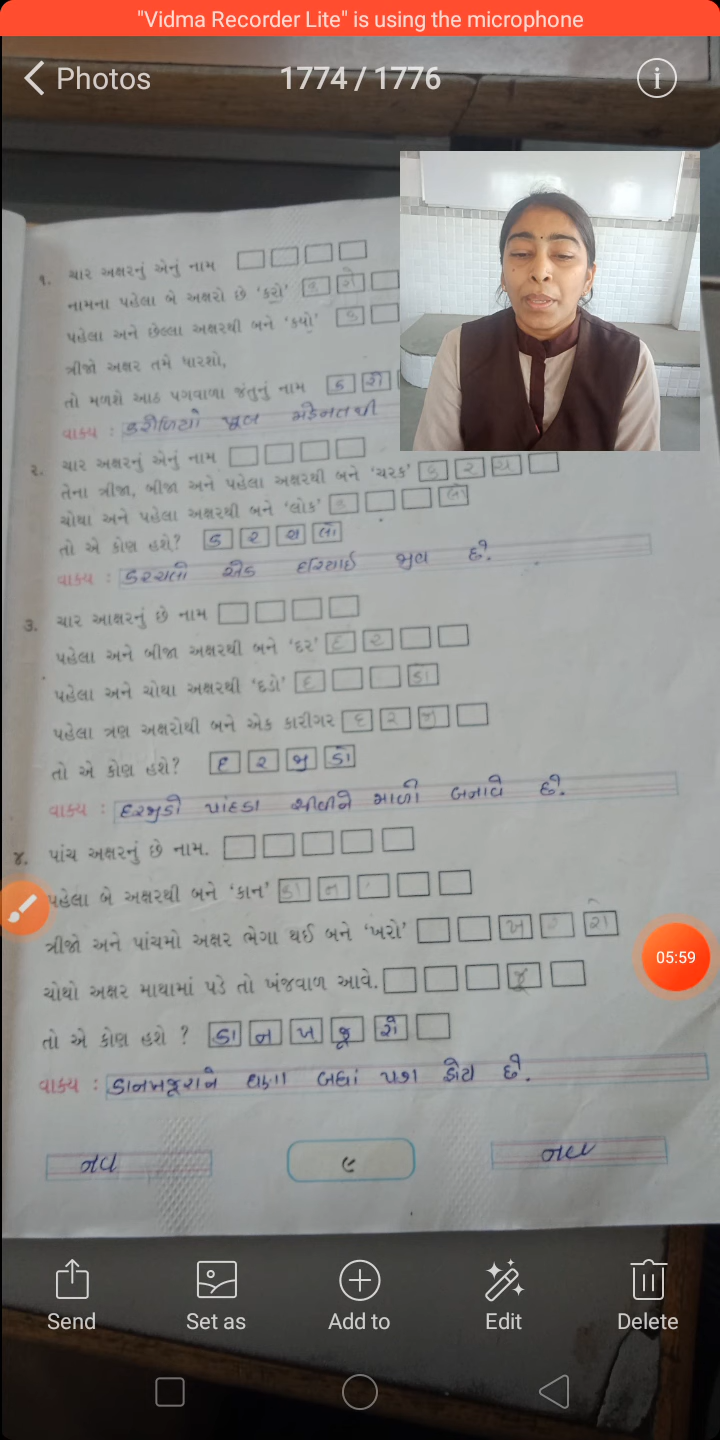 "Vidma Recorder Lite" is using the microphone
Photos
1774 / 1776
૧. ચાર અક્ષરનું એનું નામ
નામના પહેલા બે અક્ષરો છે ‘કરો’ ક રો
પહેલા અને છેલ્લા અક્ષરથી બને ‘કયો’ ક
ત્રીજો અક્ષર તમે ધારશો,
તો મળશે આઠ પગવાળા જંતુનું નામ ક રો
વાક્ય : કરોળિયો ખૂબ મહેનતથી
૨. ચાર અક્ષરનું એનું નામ
તેના ત્રીજા, બીજા અને પહેલા અક્ષરથી બને ‘ચરક’ ક ર ચ
ચોથા અને પહેલા અક્ષરથી બને ‘લોક’ ક લો
તો એ કોણ હશે? ક ર ચ લો
વાક્ય : કરચલો એક દરિયાઈ જીવ છે.
૩. ચાર આક્ષરનું છે નામ
પહેલા અને બીજા અક્ષરથી બને ‘દર’ દ ર
પહેલા અને ચોથા અક્ષરથી ‘દડો’ દ ડો
પહેલા ત્રણ અક્ષરોથી બને એક કારીગર દ ર જી
તો એ કોણ હશે? દ ર જી ડો
વાક્ય : દરજીડો પાંદડા સીવીને માળો બનાવે છે.
૪. પાંચ અક્ષરનું છે નામ.
પહેલા બે અક્ષરથી બને ‘કાન’ કા ન
ત્રીજો અને પાંચમો અક્ષર ભેગા થઈ બને ‘ખરો’ ખ રો
ચોથો અક્ષર માથામાં પડે તો ખંજવાળ આવે. જૂ
તો એ કોણ હશે ? કા ન ખ જૂ રો
વાક્ય : કાનખજૂરાને ઘણા બધાં પગ હોય છે.
નવ ૯ નવ
05:59
Send Set as Add to Edit Delete